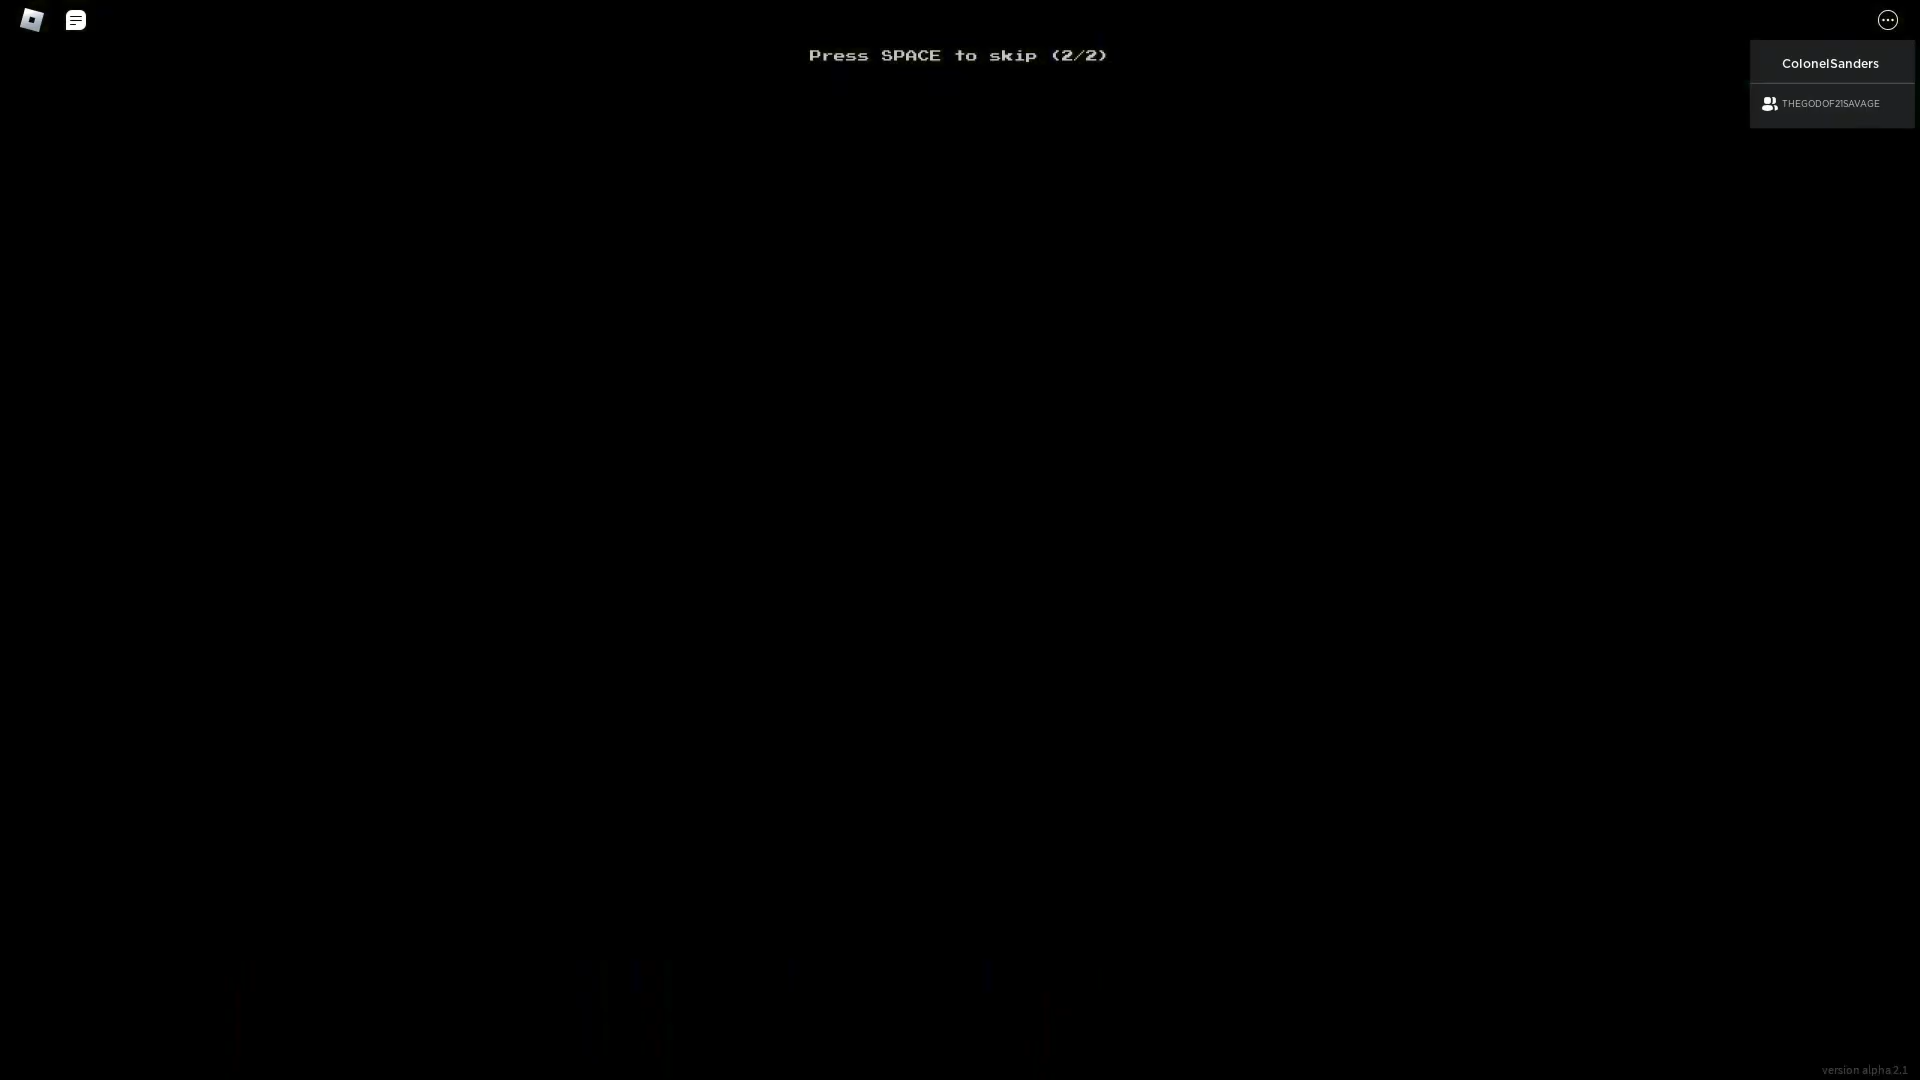 Press SPACE to skip (2/2)
ColonelSanders
THEGODOF21SAVAGE
version alpha 2.1